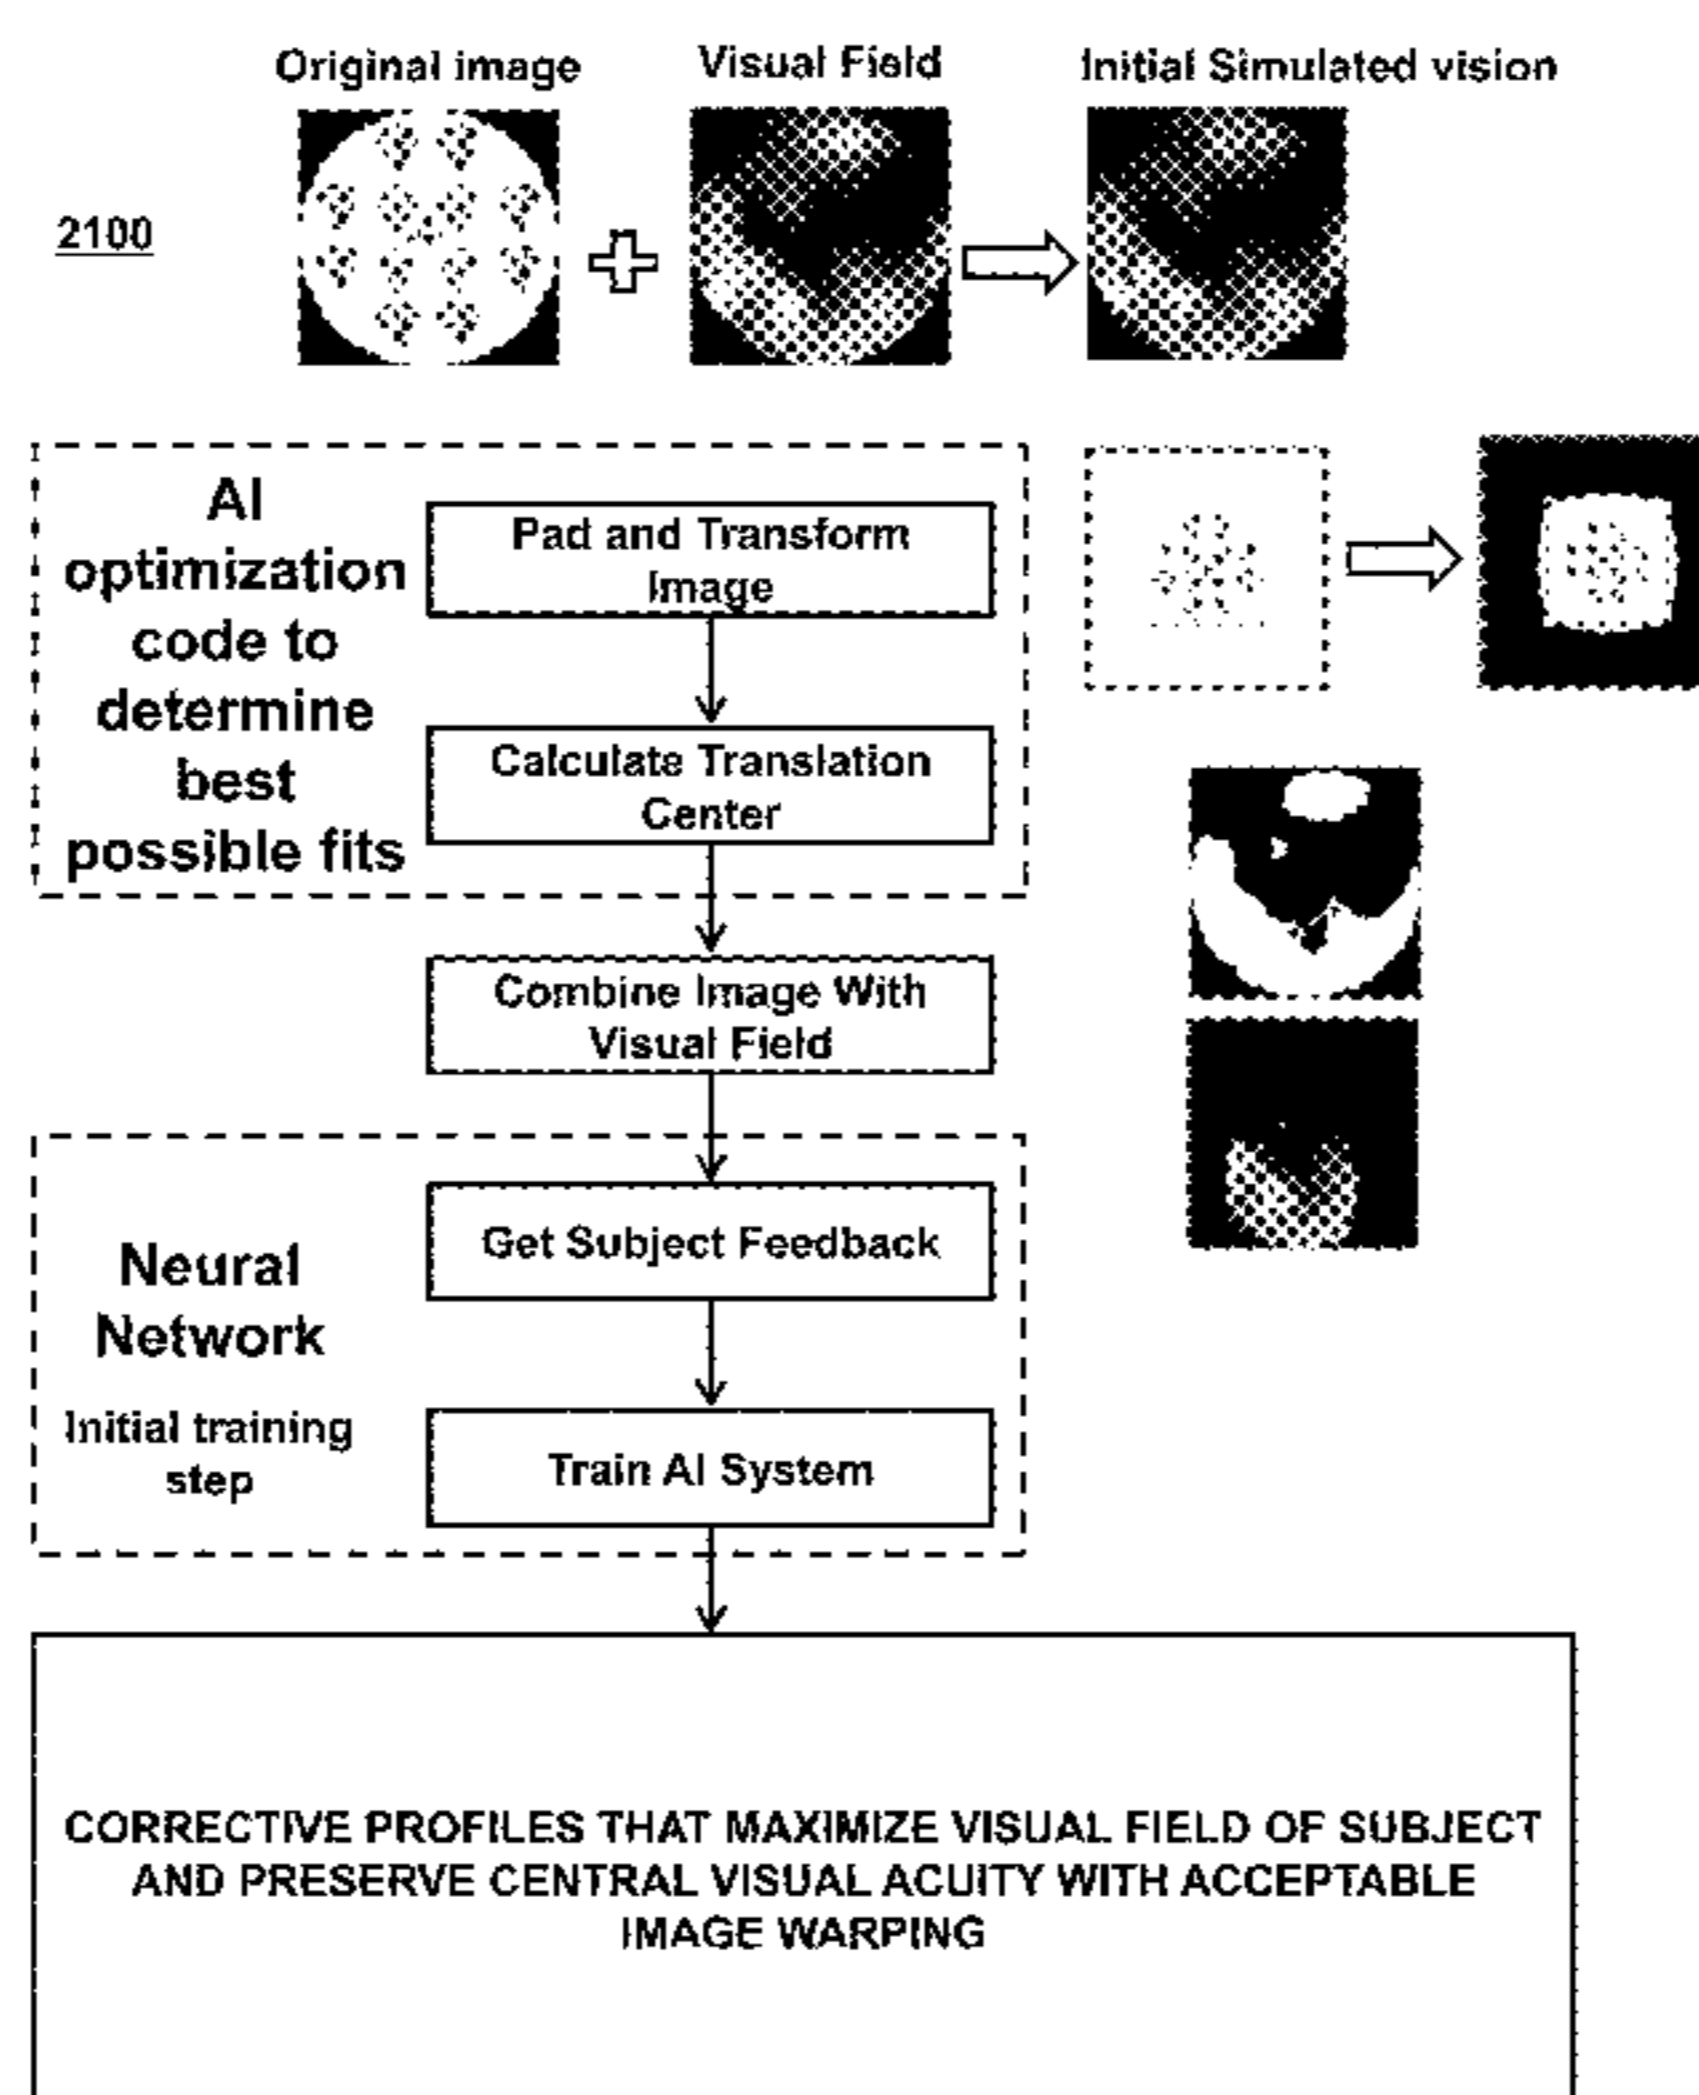 Original image
Visual Field
Initial Simulated vision
2100
AI
optimization
code to
determine
best
possible fits
Pad and Transform
Image
Calculate Translation
Center
Combine Image With
Visual Field
Neural
Network
Initial training
step
Get Subject Feedback
Train AI System
CORRECTIVE PROFILES THAT MAXIMIZE VISUAL FIELD OF SUBJECT
AND PRESERVE CENTRAL VISUAL ACUITY WITH ACCEPTABLE
IMAGE WARPING